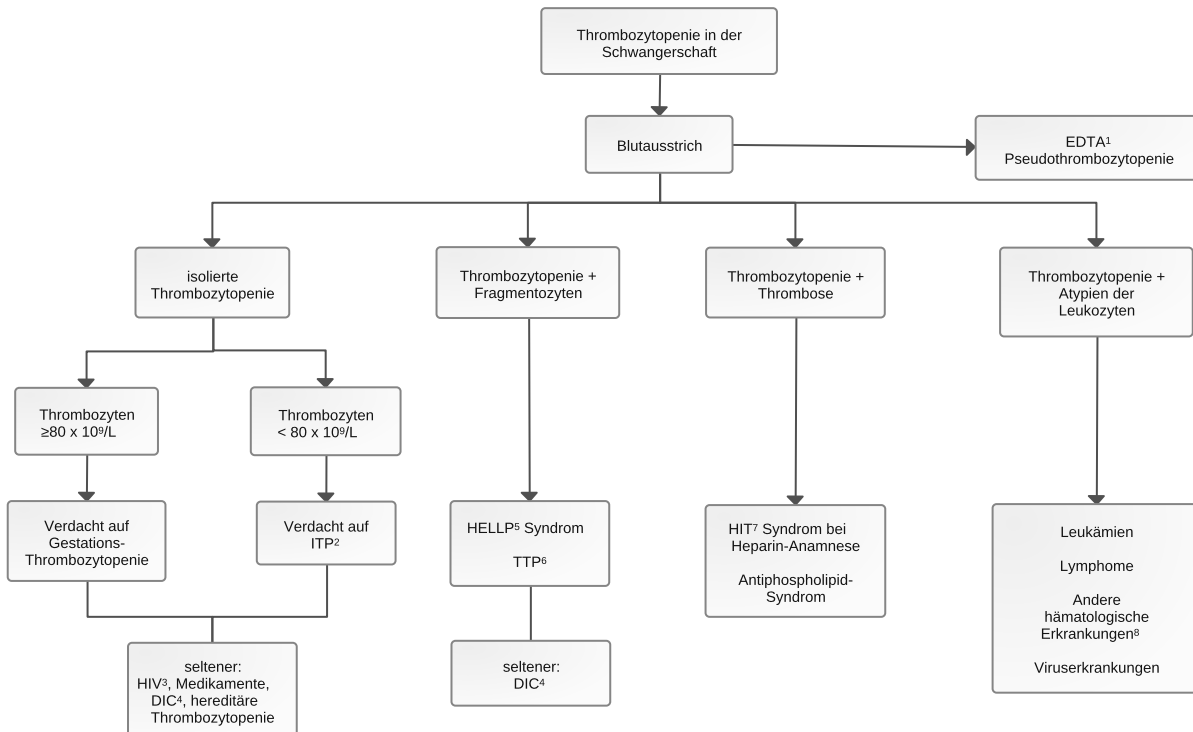 Thrombozytopenie in der
Schwangerschaft
Blutausstrich
EDTA¹
Pseudothrombozytopenie
isolierte
Thrombozytopenie
Thrombozytopenie +
Fragmentozyten
Thrombozytopenie +
Thrombose
Thrombozytopenie +
Atypien der
Leukozyten
Thrombozyten
≥80 x 10⁹/L
Thrombozyten
< 80 x 10⁹/L
Verdacht auf
Gestations-
Thrombozytopenie
Verdacht auf
ITP²
HELLP⁵ Syndrom
TTP⁶
HIT⁷ Syndrom bei
Heparin-Anamnese
Antiphospholipid-
Syndrom
Leukämien
Lymphome
Andere
hämatologische
Erkrankungen⁸
Viruserkrankungen
seltener:
HIV³, Medikamente,
DIC⁴, hereditäre
Thrombozytopenie
seltener:
DIC⁴